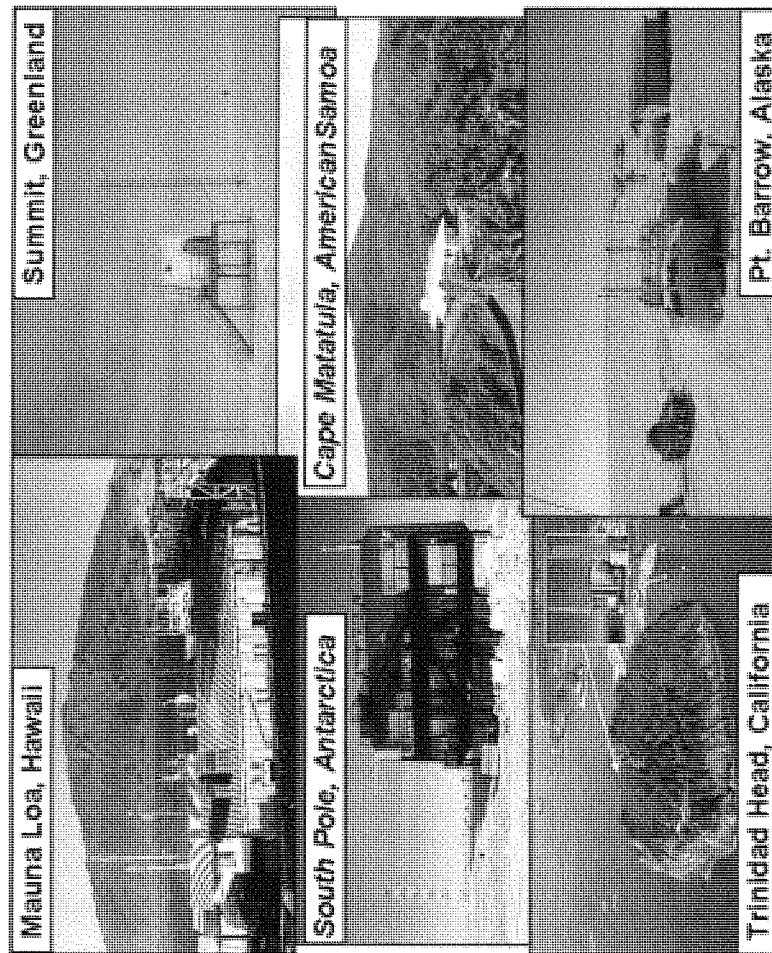 Mauna Loa, Hawaii
Summit, Greenland
South Pole, Antarctica
Cape Matatula, American Samoa
Trinidad Head, California
Pt. Barrow, Alaska